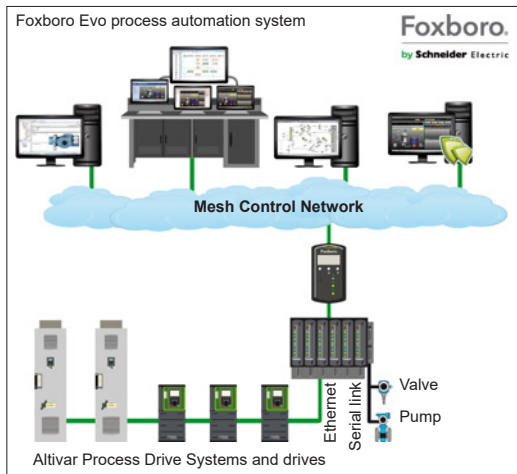 Foxboro Evo process automation system
Foxboro.
by Schneider Electric
Mesh Control Network
Foxboro
Ethernet
Serial link
Valve
Pump
Altivar Process Drive Systems and drives